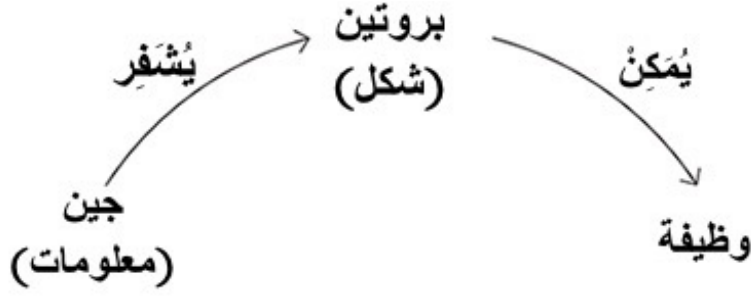 بروتين
(شكل)
يُشَفِر
يُمَكِنْ
جين
(معلومات)
وظيفة